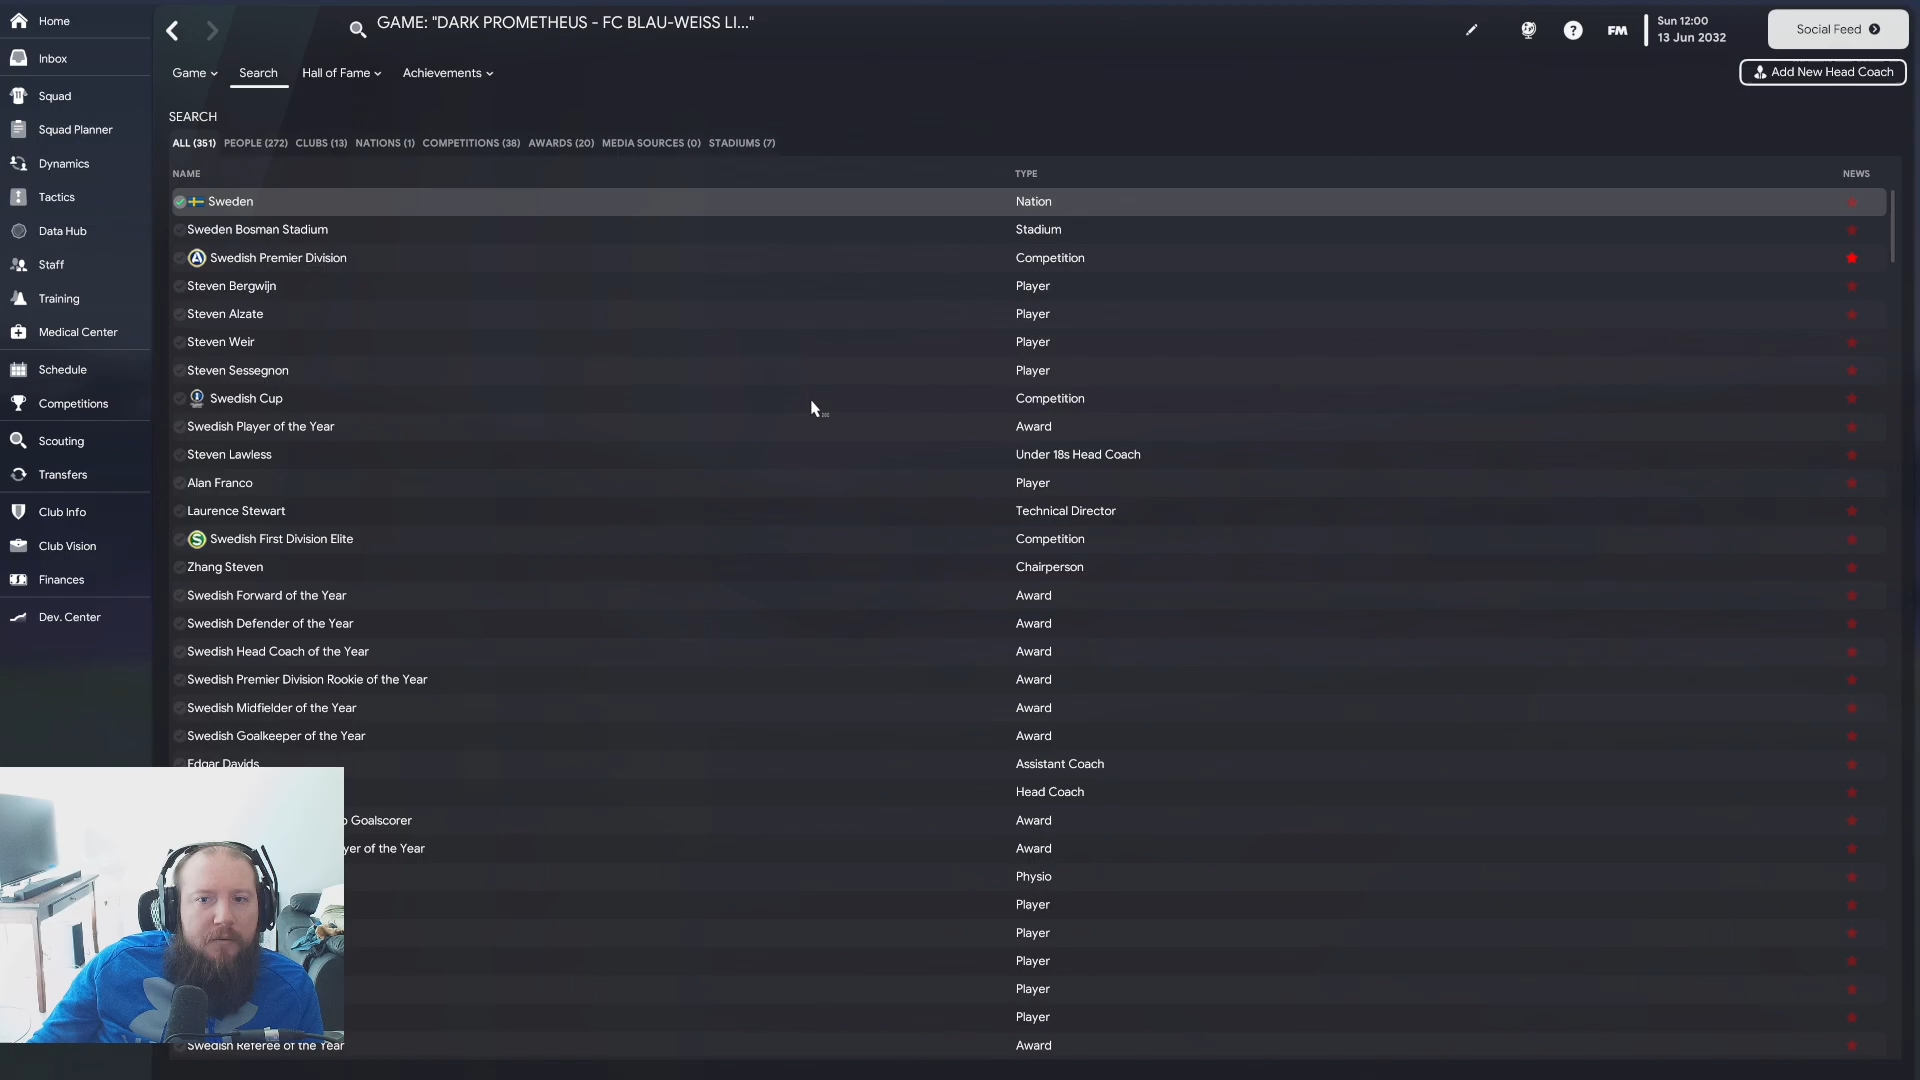 Home
Inbox
Squad
Squad Planner
Dynamics
Tactics
Data Hub
Staff
Training
Medical Center
Schedule
Competitions
Scouting
Transfers
Club Info
Club Vision
Finances
Dev. Center
GAME: "DARK PROMETHEUS - FC BLAU-WEISS LI..."
FM
Sun 12:00
13 Jun 2032
Social Feed
Game Search Hall of Fame Achievements
Add New Head Coach
SEARCH
ALL (351) PEOPLE (272) CLUBS (13) NATIONS (1) COMPETITIONS (38) AWARDS (20) MEDIA SOURCES (0) STADIUMS (7)
NAME TYPE NEWS
Sweden Nation
Sweden Bosman Stadium Stadium
Swedish Premier Division Competition
Steven Bergwijn Player
Steven Alzate Player
Steven Weir Player
Steven Sessegnon Player
Swedish Cup Competition
Swedish Player of the Year Award
Steven Lawless Under 18s Head Coach
Alan Franco Player
Laurence Stewart Technical Director
Swedish First Division Elite Competition
Zhang Steven Chairperson
Swedish Forward of the Year Award
Swedish Defender of the Year Award
Swedish Head Coach of the Year Award
Swedish Premier Division Rookie of the Year Award
Swedish Midfielder of the Year Award
Swedish Goalkeeper of the Year Award
Edgar Davids Assistant Coach
Head Coach
Goalscorer Award
of the Year Award
Physio
Player
Player
Player
Player
Player
Swedish Referee of the Year Award